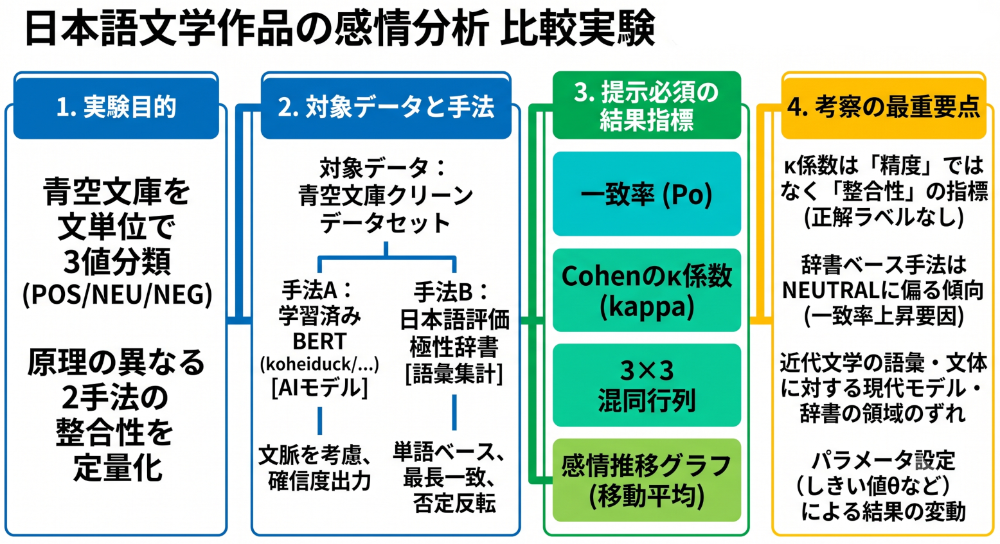 日本語文学作品の感情分析 比較実験
1. 実験目的
青空文庫を
文単位で
3値分類
(POS/NEU/NEG)
原理の異なる
2手法の
整合性を
定量化
2. 対象データと手法
対象データ：
青空文庫クリーン
データセット
手法A：
学習済み
BERT
(koheiduck/...)
[AIモデル]
文脈を考慮、
確信度出力
手法B：
日本語評価
極性辞書
[語彙集計]
単語ベース、
最長一致、
否定反転
3. 提示必須の
結果指標
一致率 (Po)
Cohenのκ係数
(kappa)
3×3
混同行列
感情推移グラフ
(移動平均)
4. 考察の最重要点
κ係数は「精度」では
なく「整合性」の指標
(正解ラベルなし)
辞書ベース手法は
NEUTRALに偏る傾向
(一致率上昇要因)
近代文学の語彙・文体
に対する現代モデル・
辞書の領域のずれ
パラメータ設定
（しきい値θなど）
による結果の変動